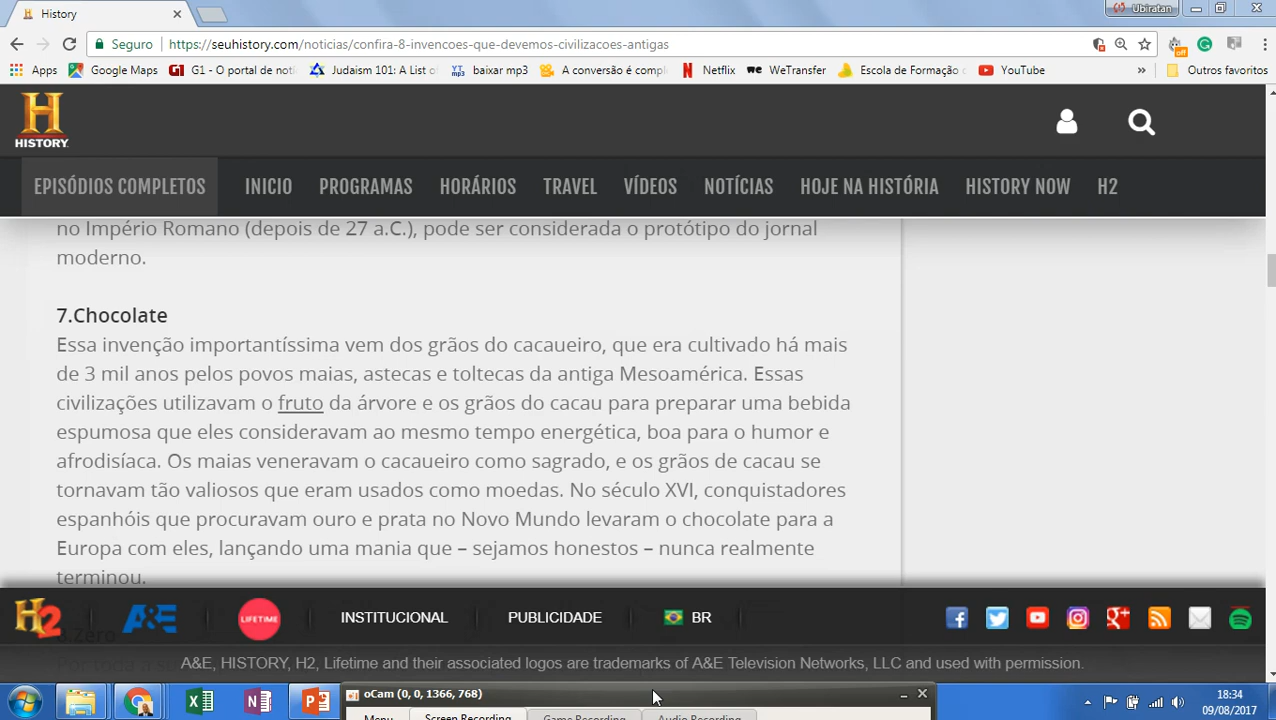 History
Ubiratan
Seguro
https://seuhistory.com/noticias/confira-8-invencoes-que-devemos-civilizacoes-antigas
off
Apps Google Maps G1 - O portal de notí Judaism 101: A List o baixar mp3 A conversão é comple Netflix WeTransfer Escola de Formação YouTube » Outros favoritos
HISTORY
EPISÓDIOS COMPLETOS INICIO PROGRAMAS HORÁRIOS TRAVEL VÍDEOS NOTÍCIAS HOJE NA HISTÓRIA HISTORY NOW H2
no Império Romano (depois de 27 a.C.), pode ser considerada o protótipo do jornal
moderno.
7.Chocolate
Essa invenção importantíssima vem dos grãos do cacaueiro, que era cultivado há mais
de 3 mil anos pelos povos maias, astecas e toltecas da antiga Mesoamérica. Essas
civilizações utilizavam o fruto da árvore e os grãos do cacau para preparar uma bebida
espumosa que eles consideravam ao mesmo tempo energética, boa para o humor e
afrodisíaca. Os maias veneravam o cacaueiro como sagrado, e os grãos de cacau se
tornavam tão valiosos que eram usados como moedas. No século XVI, conquistadores
espanhóis que procuravam ouro e prata no Novo Mundo levaram o chocolate para a
Europa com eles, lançando uma mania que – sejamos honestos – nunca realmente
terminou.
H2 A&E LIFETIME INSTITUCIONAL PUBLICIDADE BR
Zero
A&E, HISTORY, H2, Lifetime and their associated logos are trademarks of A&E Television Networks, LLC and used with permission.
oCam (0, 0, 1366, 768)
Menu Screen Recording Game Recording Audio Recording
18:34
09/08/2017